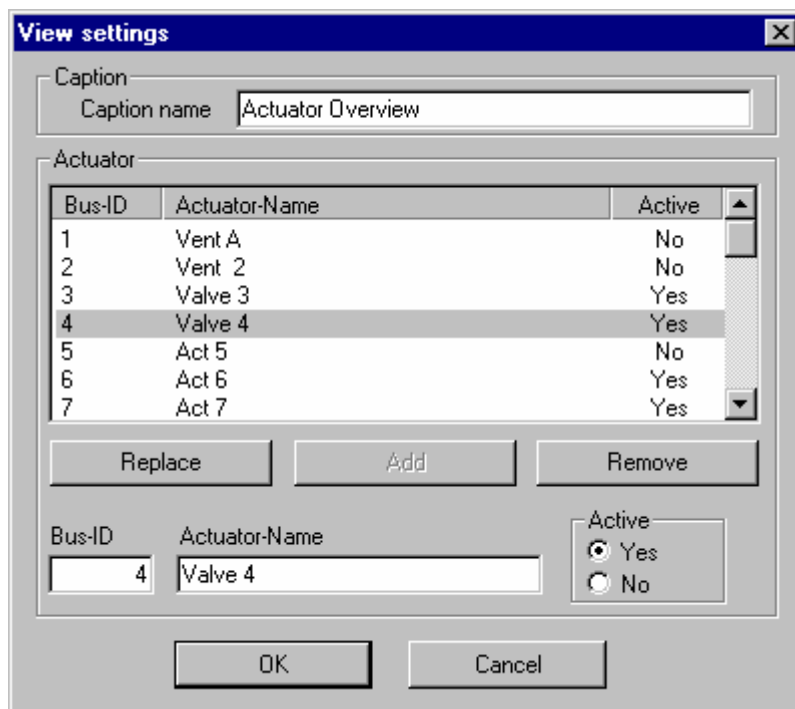 View settings
Caption
Caption name Actuator Overview
Actuator
Bus-ID Actuator-Name Active
1 Vent A No
2 Vent  2 No
3 Valve 3 Yes
4 Valve 4 Yes
5 Act 5 No
6 Act 6 Yes
7 Act 7 Yes
Replace Add Remove
Bus-ID Actuator-Name Active
4 Valve 4 Yes
No
OK Cancel